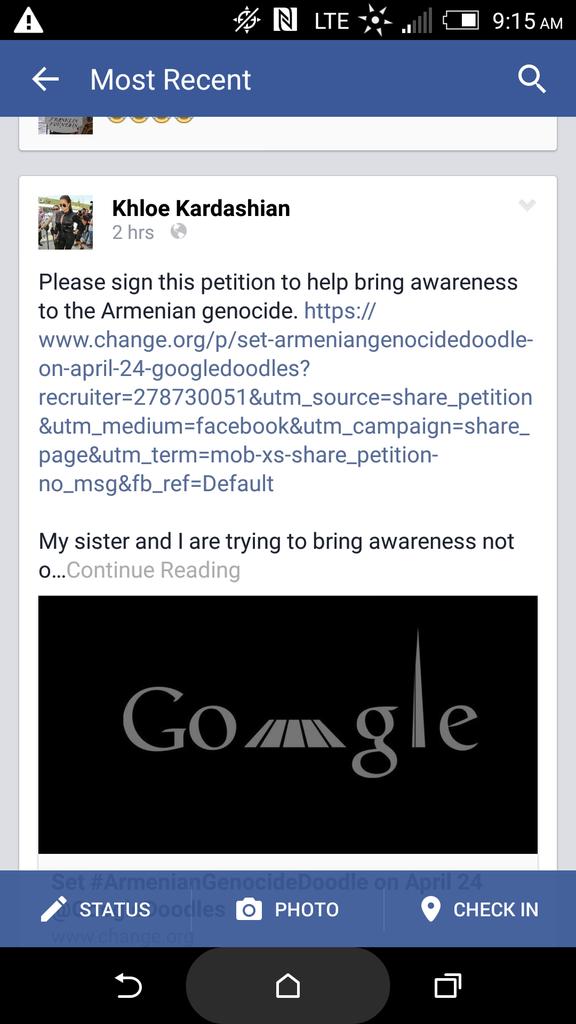 LTE 9:15 AM
Most Recent
Khloe Kardashian
2 hrs
Please sign this petition to help bring awareness
to the Armenian genocide. https://
www.change.org/p/set-armeniangenocidedoodle-
on-april-24-googledoodles?
recruiter=278730051&utm_source=share_petition
&utm_medium=facebook&utm_campaign=share_
page&utm_term=mob-xs-share_petition-
no_msg&fb_ref=Default
My sister and I are trying to bring awareness not
o...Continue Reading
Google
Set #ArmenianGenocideDoodle on April 24
@GoogleDoodles
www.change.org
STATUS PHOTO CHECK IN